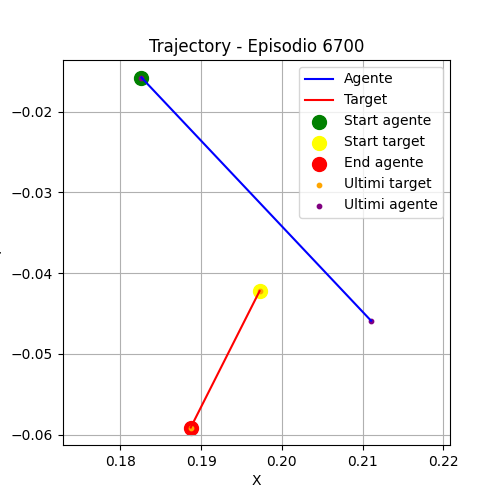 Trajectory - Episodio 6700
Agente
Target
Start agente
Start target
End agente
Ultimi target
Ultimi agente
−0.02
−0.03
−0.04
−0.05
−0.06
0.18 0.19 0.20 0.21 0.22
X